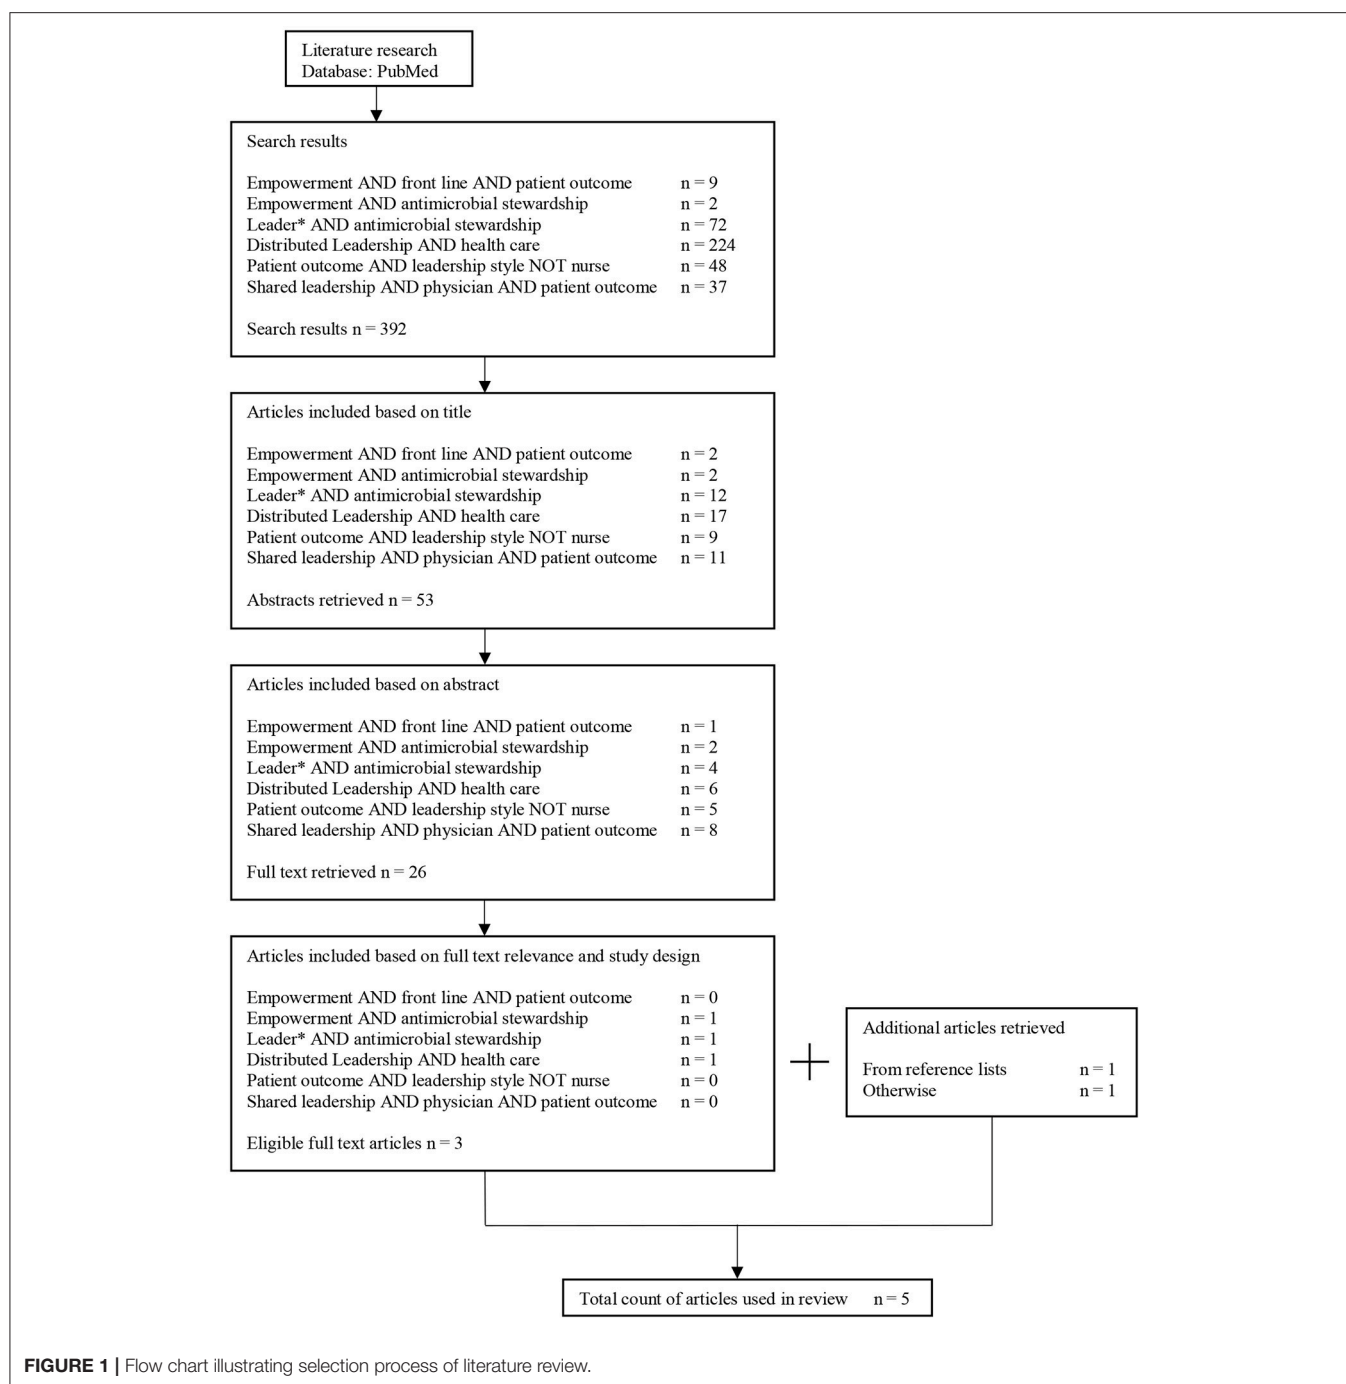 Literature research
Database: PubMed
Search results
Empowerment AND front line AND patient outcome n = 9
Empowerment AND antimicrobial stewardship n = 2
Leader* AND antimicrobial stewardship n = 72
Distributed Leadership AND health care n = 224
Patient outcome AND leadership style NOT nurse n = 48
Shared leadership AND physician AND patient outcome n = 37
Search results n = 392
Articles included based on title
Empowerment AND front line AND patient outcome n = 2
Empowerment AND antimicrobial stewardship n = 2
Leader* AND antimicrobial stewardship n = 12
Distributed Leadership AND health care n = 17
Patient outcome AND leadership style NOT nurse n = 9
Shared leadership AND physician AND patient outcome n = 11
Abstracts retrieved n = 53
Articles included based on abstract
Empowerment AND front line AND patient outcome n = 1
Empowerment AND antimicrobial stewardship n = 2
Leader* AND antimicrobial stewardship n = 4
Distributed Leadership AND health care n = 6
Patient outcome AND leadership style NOT nurse n = 5
Shared leadership AND physician AND patient outcome n = 8
Full text retrieved n = 26
Articles included based on full text relevance and study design
Empowerment AND front line AND patient outcome n = 0
Empowerment AND antimicrobial stewardship n = 1
Leader* AND antimicrobial stewardship n = 1
Distributed Leadership AND health care n = 1
Patient outcome AND leadership style NOT nurse n = 0
Shared leadership AND physician AND patient outcome n = 0
Eligible full text articles n = 3
+
Additional articles retrieved
From reference lists n = 1
Otherwise n = 1
Total count of articles used in review n = 5
FIGURE 1 | Flow chart illustrating selection process of literature review.